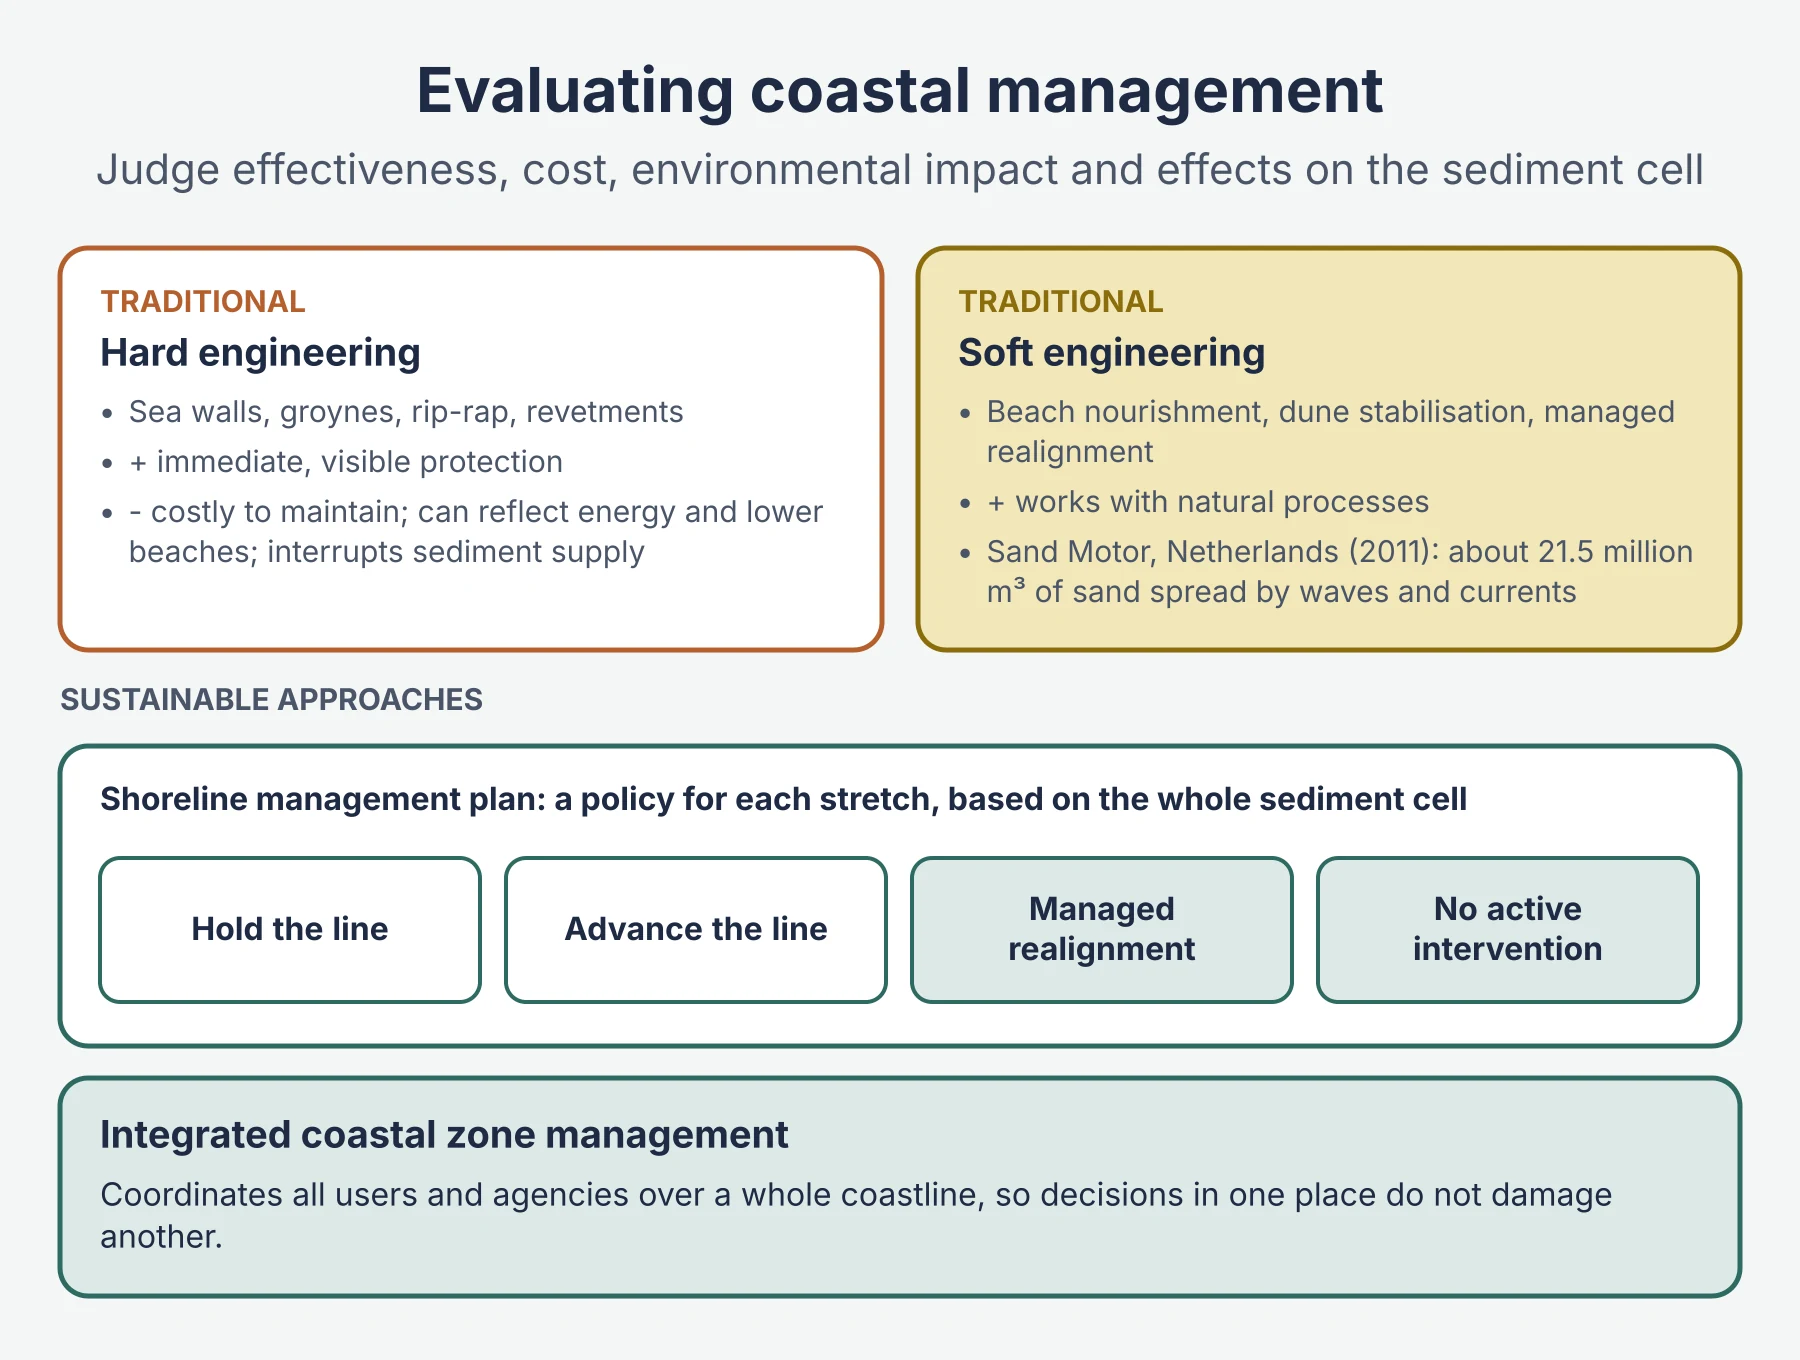 Evaluating coastal management
Judge effectiveness, cost, environmental impact and effects on the sediment cell
TRADITIONAL
Hard engineering
• Sea walls, groynes, rip-rap, revetments
• + immediate, visible protection
• - costly to maintain; can reflect energy and lower
beaches; interrupts sediment supply
TRADITIONAL
Soft engineering
• Beach nourishment, dune stabilisation, managed
realignment
• + works with natural processes
• Sand Motor, Netherlands (2011): about 21.5 million
m³ of sand spread by waves and currents
SUSTAINABLE APPROACHES
Shoreline management plan: a policy for each stretch, based on the whole sediment cell
Hold the line
Advance the line
Managed
realignment
No active
intervention
Integrated coastal zone management
Coordinates all users and agencies over a whole coastline, so decisions in one place do not damage
another.